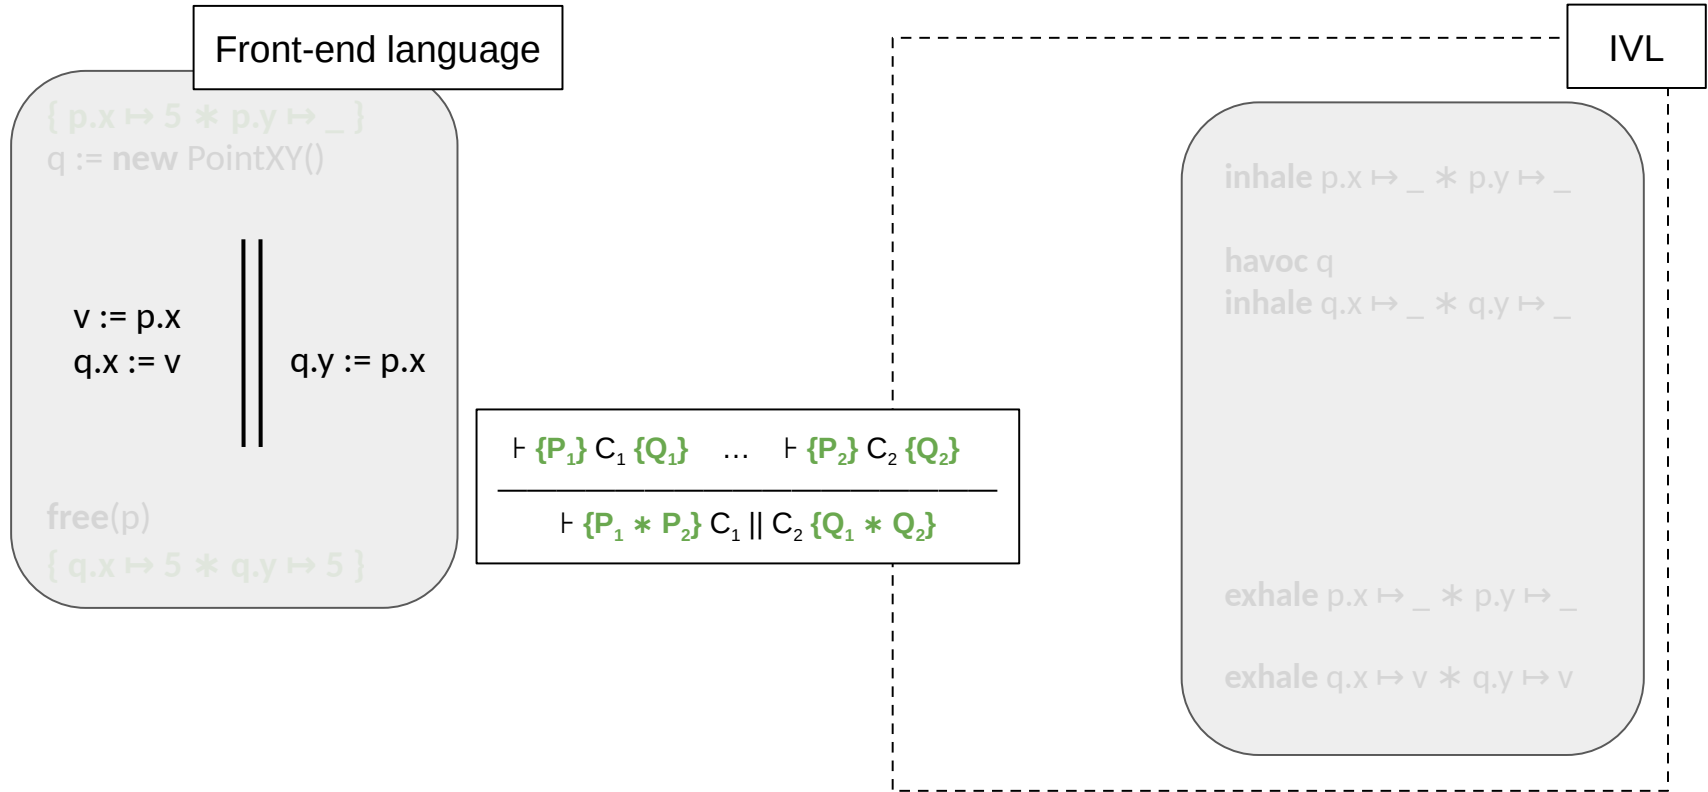 Front-end language
{ p.x ↦ 5 ∗ p.y ↦ _ }
q := new PointXY()
v := p.x
q.x := v
q.y := p.x
free(p)
{ q.x ↦ 5 ∗ q.y ↦ 5 }
⊦ {P₁} C₁ {Q₁} … ⊦ {P₂} C₂ {Q₂}
⊦ {P₁ ∗ P₂} C₁ || C₂ {Q₁ ∗ Q₂}
IVL
inhale p.x ↦ _ ∗ p.y ↦ _
havoc q
inhale q.x ↦ _ ∗ q.y ↦ _
exhale p.x ↦ _ ∗ p.y ↦ _
exhale q.x ↦ v ∗ q.y ↦ v